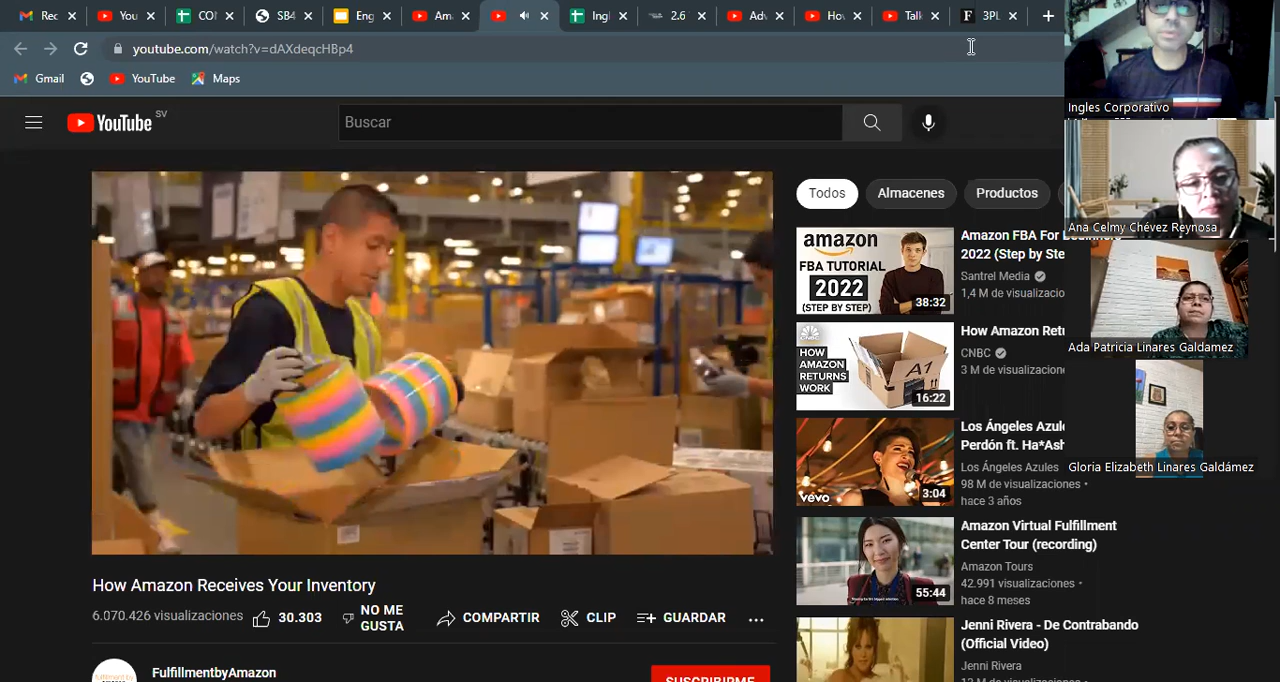 Rec
You
CO
SB4
Eng
Am
Ingl
2.6
Adv
Hov
Talk
3PL
youtube.com/watch?v=dAXdeqcHBp4
Gmail
YouTube
Maps
YouTube SV
Buscar
Ingles Corporativo
Ana Celmy Chévez Reynosa
Ada Patricia Linares Galdamez
Gloria Elizabeth Linares Galdámez
How Amazon Receives Your Inventory
6.070.426 visualizaciones
30.303
NO ME
GUSTA
COMPARTIR
CLIP
GUARDAR
FulfillmentbyAmazon
SUSCRIBIRME
Todos
Almacenes
Productos
amazon
FBA TUTORIAL
2022
(STEP BY STEP)
38:32
Amazon FBA For
2022 (Step by Ste
Santrel Media
1,4 M de visualizacio
CNBC
HOW
AMAZON
RETURNS
WORK
A1
16:22
How Amazon Retu
CNBC
3 M de visualizacione
vevo
3:04
Los Ángeles Azule
Perdón ft. Ha*Ash
Los Ángeles Azules
98 M de visualizaciones •
hace 3 años
55:44
Amazon Virtual Fulfillment
Center Tour (recording)
Amazon Tours
42.991 visualizaciones •
hace 8 meses
Jenni Rivera - De Contrabando
(Official Video)
Jenni Rivera